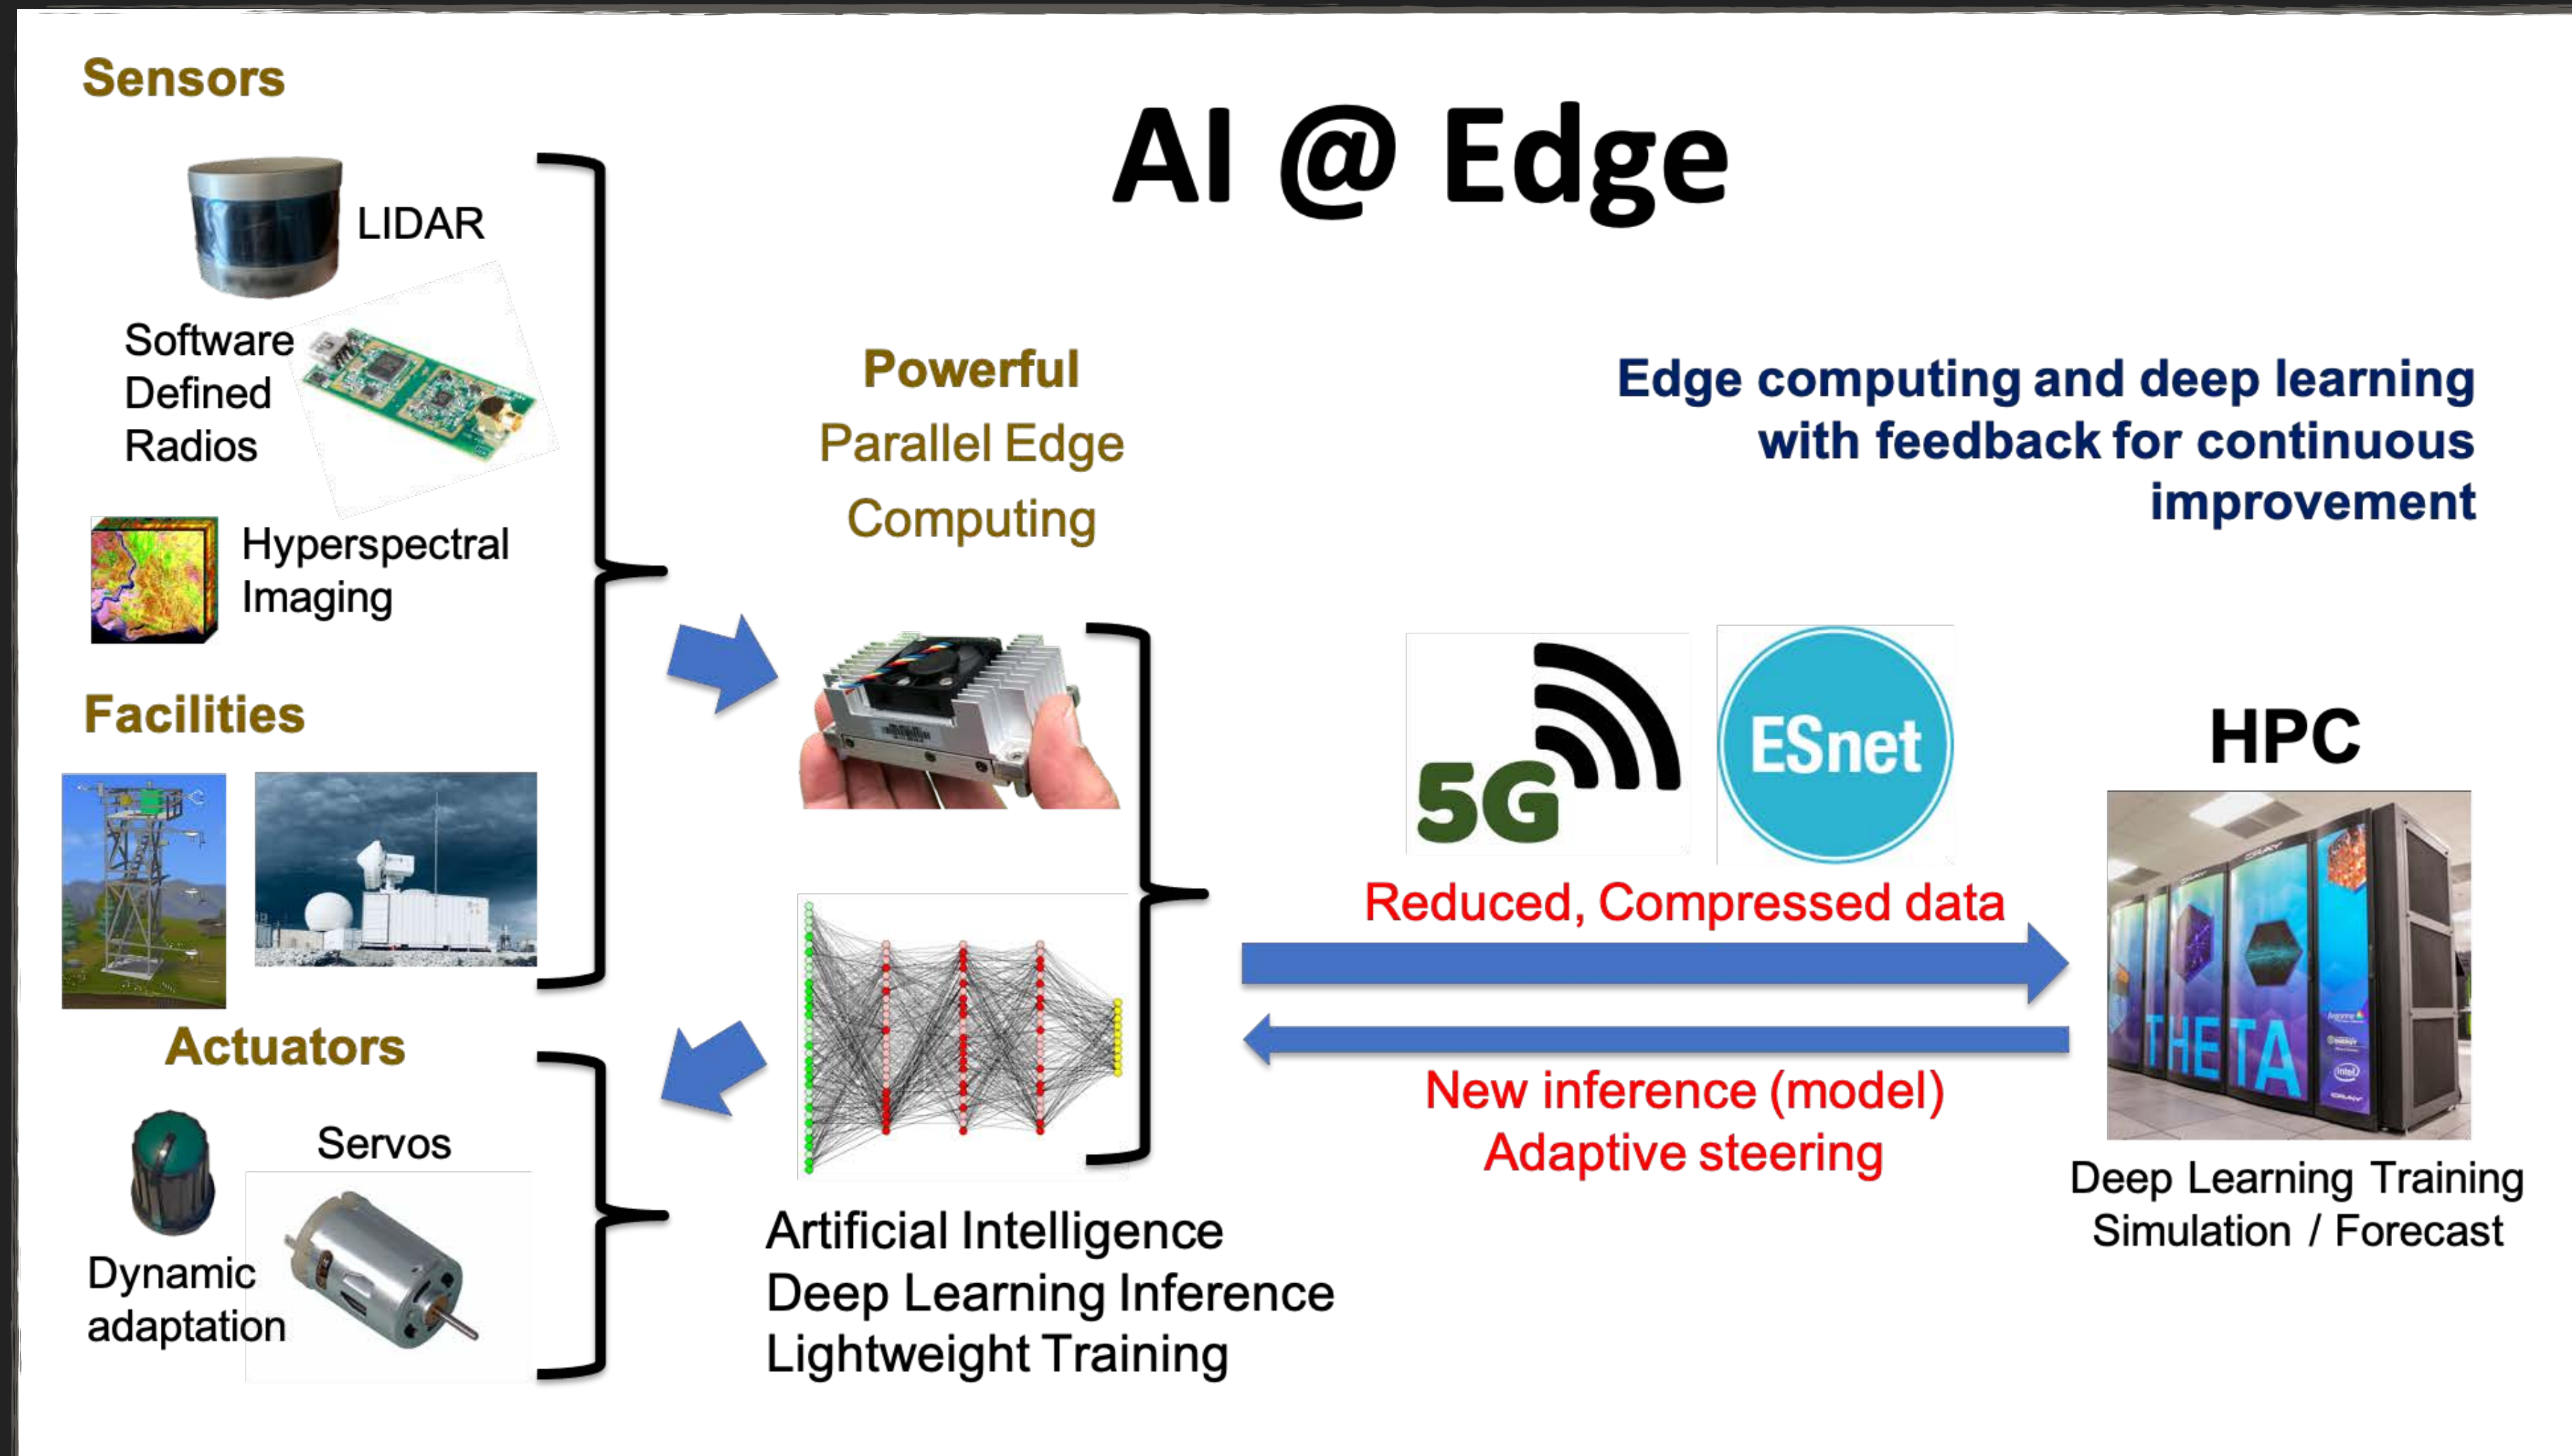 AI @ Edge
Sensors
LIDAR
Software
Defined
Radios
Hyperspectral
Imaging
Facilities
Actuators
Servos
Dynamic
adaptation
Powerful
Parallel Edge
Computing
Artificial Intelligence
Deep Learning Inference
Lightweight Training
Edge computing and deep learning
with feedback for continuous
improvement
5G
ESnet
Reduced, Compressed data
New inference (model)
Adaptive steering
HPC
THETA
intel
Deep Learning Training
Simulation / Forecast